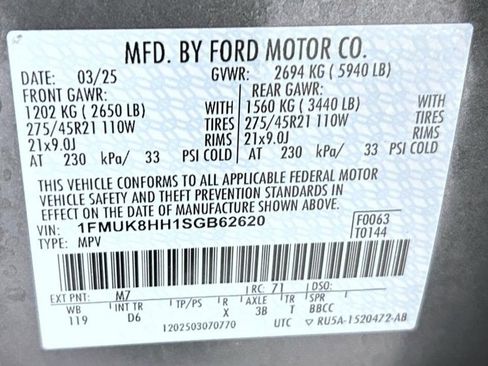 MFD. BY FORD MOTOR CO.
DATE: 03/25 GVWR: 2694 KG ( 5940 LB)
FRONT GAWR: REAR GAWR:
1202 KG ( 2650 LB) WITH 1560 KG ( 3440 LB) WITH
275/45R21 110W TIRES 275/45R21 110W TIRES
21x9.0J RIMS 21x9.0J RIMS
AT 230 kPa/ 33 PSI COLD AT 230 kPa/ 33 PSI COLD
THIS VEHICLE CONFORMS TO ALL APPLICABLE FEDERAL MOTOR
VEHICLE SAFETY AND THEFT PREVENTION STANDARDS IN
EFFECT ON THE DATE OF MANUFACTURE SHOWN ABOVE.
VIN: 1FMUK8HH1SGB62620 F0063
TYPE: MPV T0144
EXT PNT: M7 RC: 71 DSO:
WB INT TR TP/PS R AXLE TR SPR
119 D6 X 3B T BBCC
1202503070770 UTC ▽ RU5A-1520472-AB